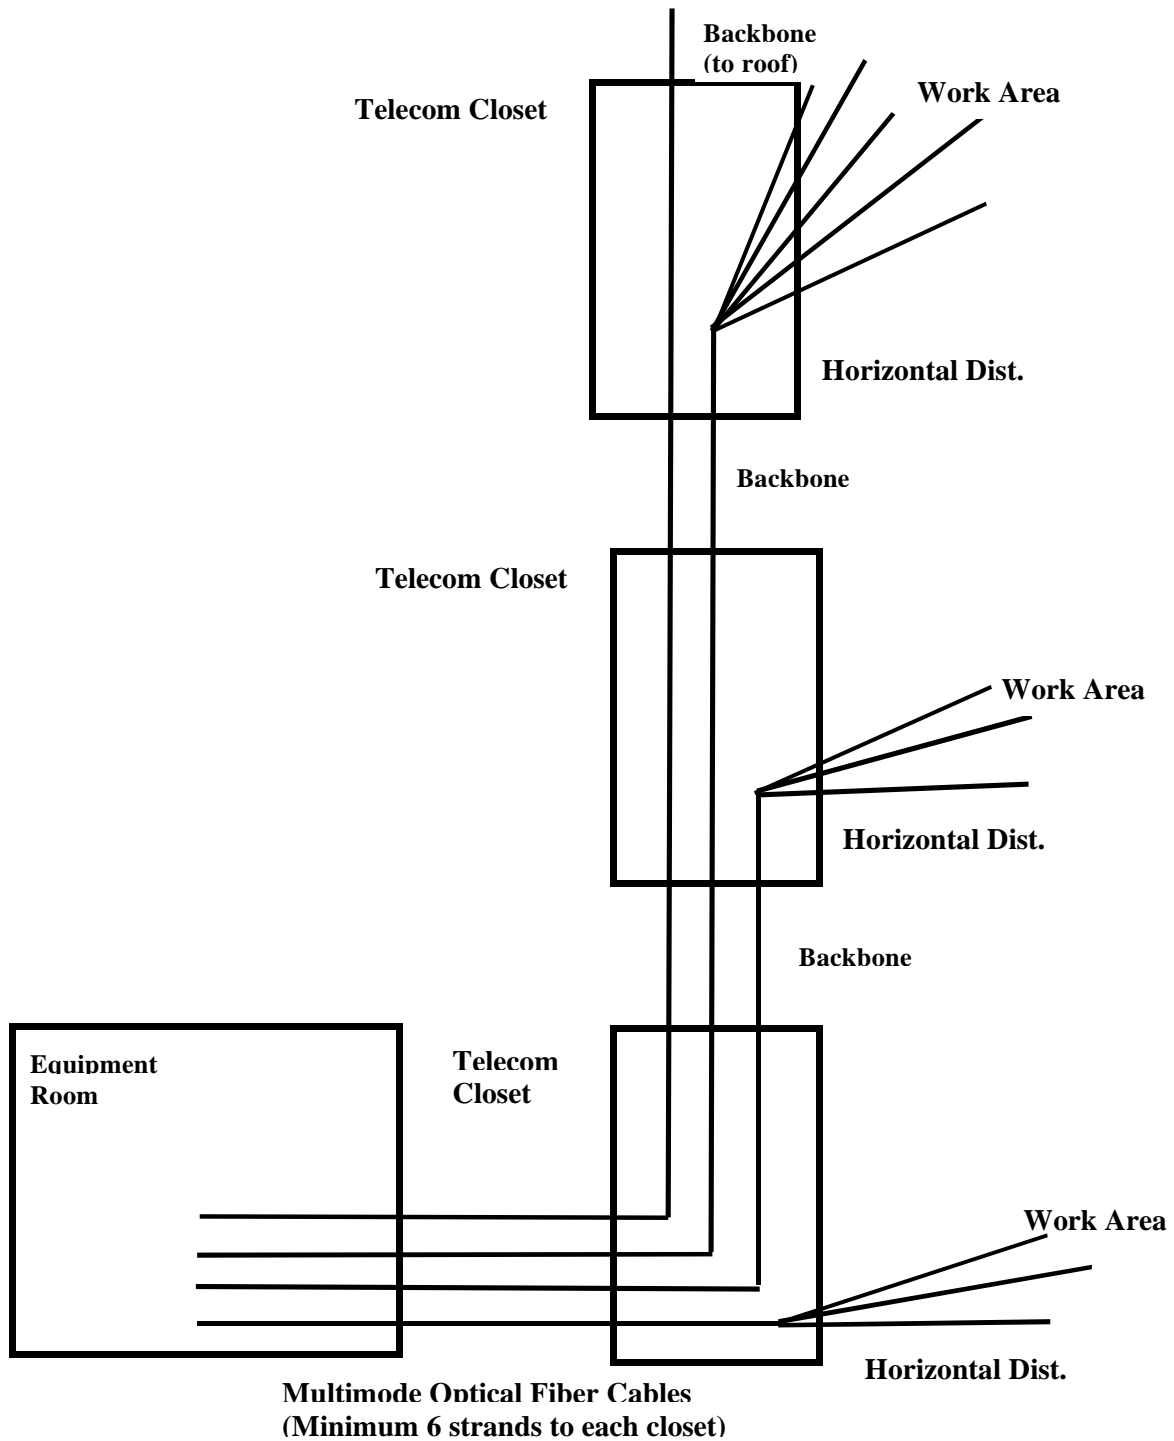 Backbone
(to roof)
Telecom Closet
Work Area
Horizontal Dist.
Backbone
Telecom Closet
Work Area
Horizontal Dist.
Backbone
Equipment
Room
Telecom
Closet
Work Area
Horizontal Dist.
Multimode Optical Fiber Cables
(Minimum 6 strands to each closet)